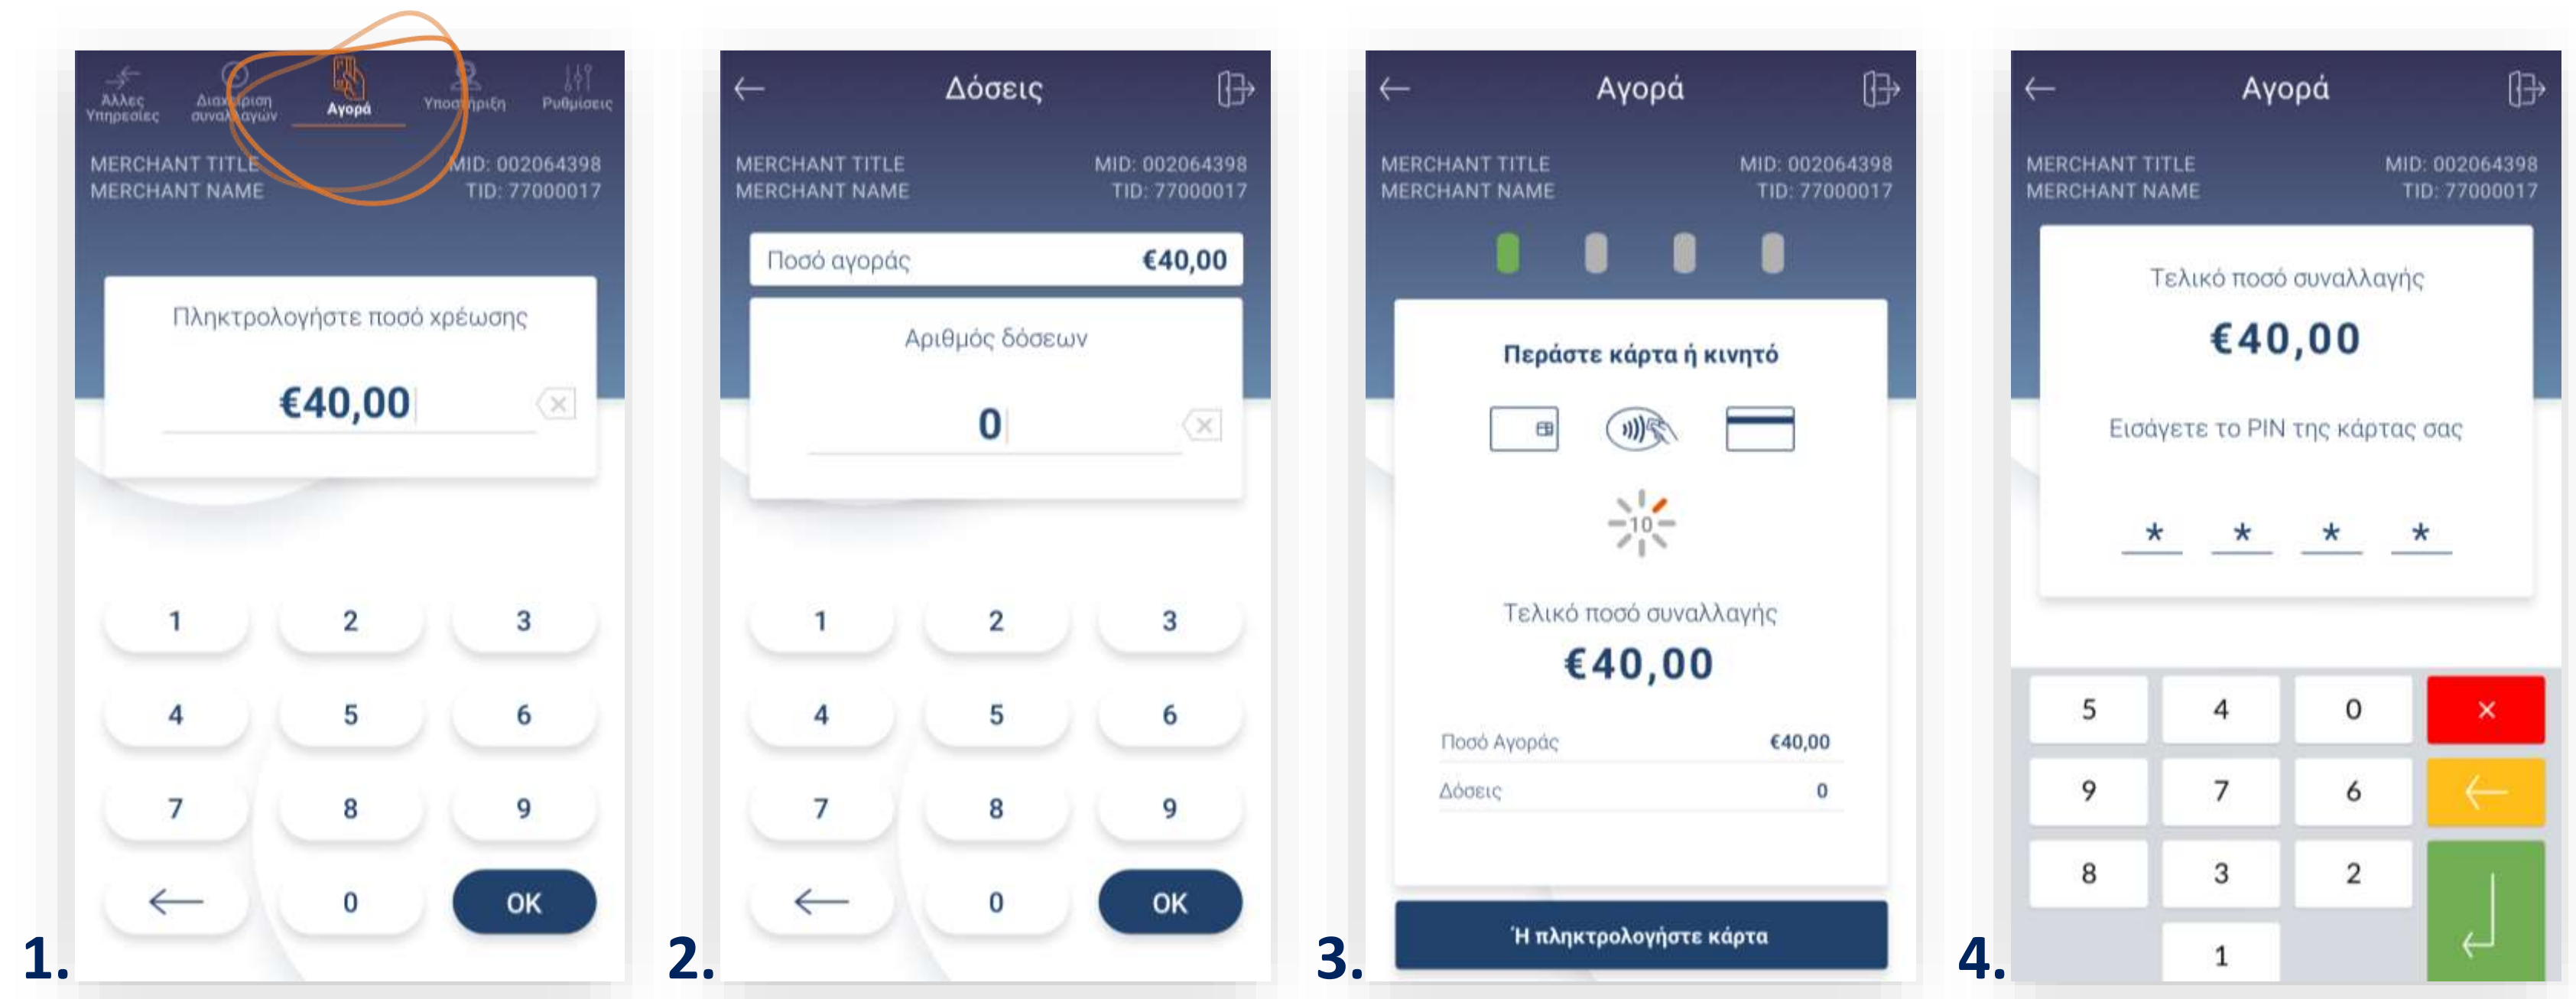 Άλλες
Υπηρεσίες
Διαχείριση
συναλλαγών
Αγορά
Υποστήριξη
Ρυθμίσεις
MERCHANT TITLE
MID: 002064398
MERCHANT NAME
TID: 77000017
Πληκτρολογήστε ποσό χρέωσης
€40,00
1 2 3
4 5 6
7 8 9
0 OK
1.
Δόσεις
MERCHANT TITLE
MID: 002064398
MERCHANT NAME
TID: 77000017
Ποσό αγοράς €40,00
Αριθμός δόσεων
0
1 2 3
4 5 6
7 8 9
0 OK
2.
Αγορά
MERCHANT TITLE
MID: 002064398
MERCHANT NAME
TID: 77000017
Περάστε κάρτα ή κινητό
10
Τελικό ποσό συναλλαγής
€40,00
Ποσό Αγοράς €40,00
Δόσεις 0
Ή πληκτρολογήστε κάρτα
3.
Αγορά
MERCHANT TITLE
MID: 002064398
MERCHANT NAME
TID: 77000017
Τελικό ποσό συναλλαγής
€40,00
Εισάγετε το PIN της κάρτας σας
* * * *
5 4 0
9 7 6
8 3 2
1
4.